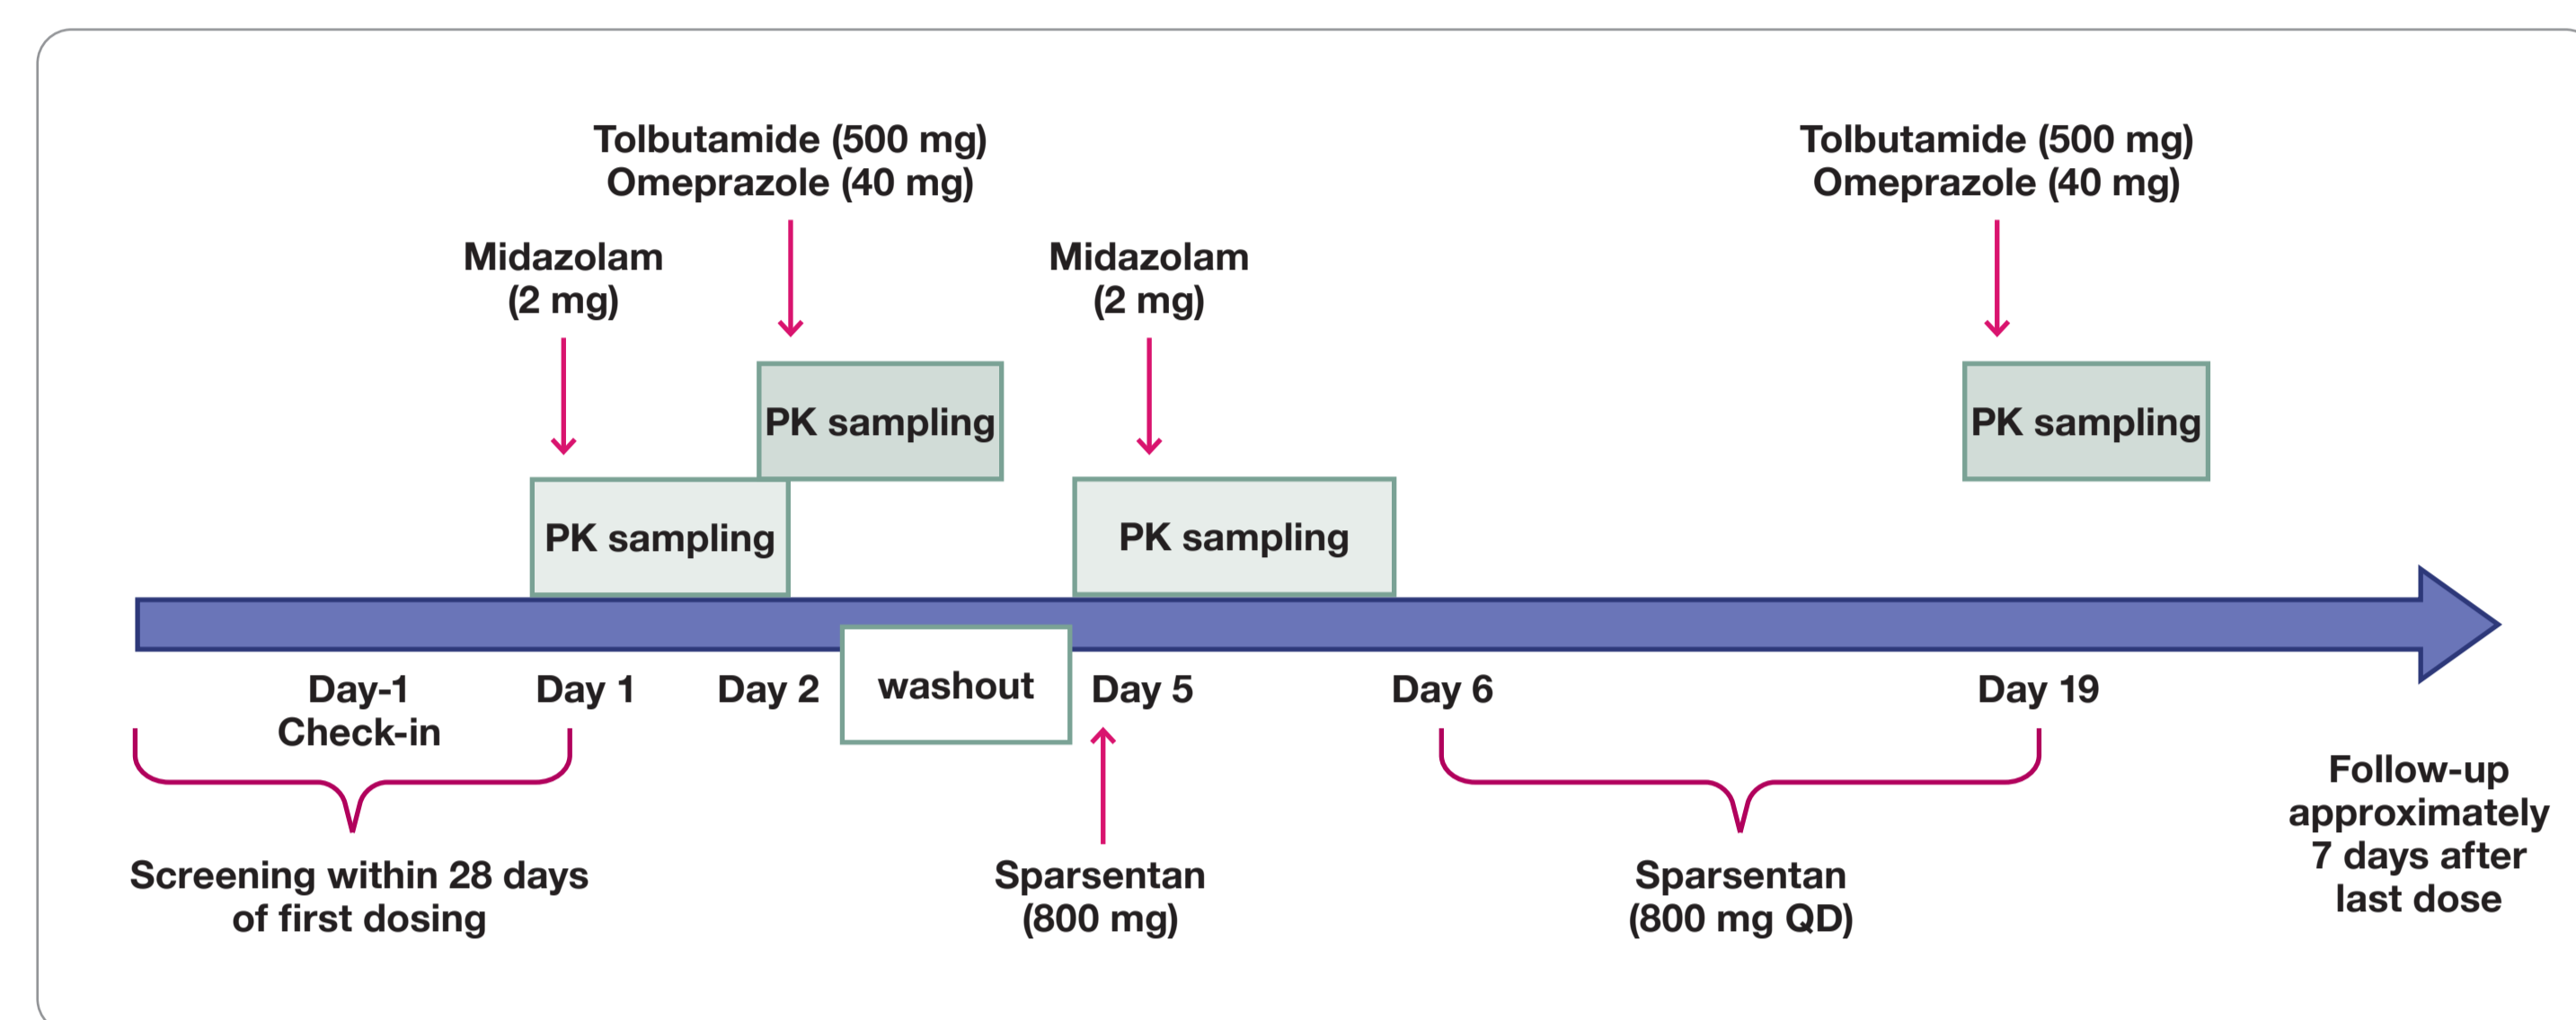 Tolbutamide (500 mg)
Omeprazole (40 mg)
Tolbutamide (500 mg)
Omeprazole (40 mg)
Midazolam
(2 mg)
Midazolam
(2 mg)
PK sampling
PK sampling
PK sampling
PK sampling
Day-1
Check-in
Day 1
Day 2
washout
Day 5
Day 6
Day 19
Screening within 28 days
of first dosing
Sparsentan
(800 mg)
Sparsentan
(800 mg QD)
Follow-up
approximately
7 days after
last dose